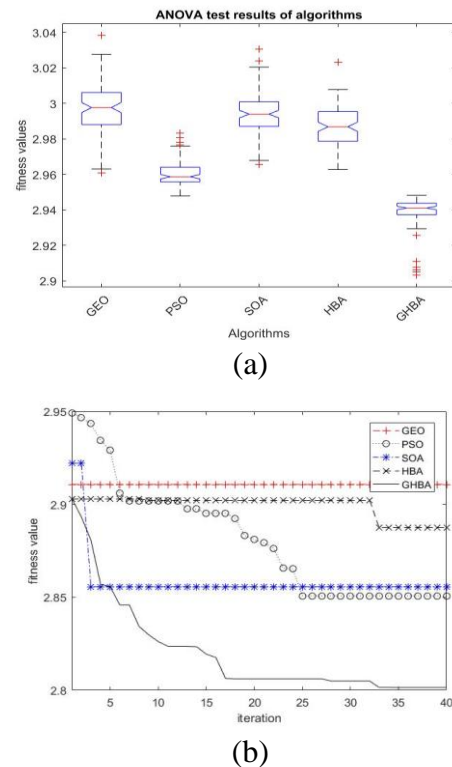 ANOVA test results of algorithms
fitness values
3.04
3.02
3
2.98
2.96
2.94
2.92
2.9
GEO
PSO
SOA
HBA
GHBA
Algorithms
(a)
fitness value
2.95
2.9
2.85
2.8
GEO
PSO
SOA
HBA
GHBA
5 10 15 20 25 30 35 40
iteration
(b)